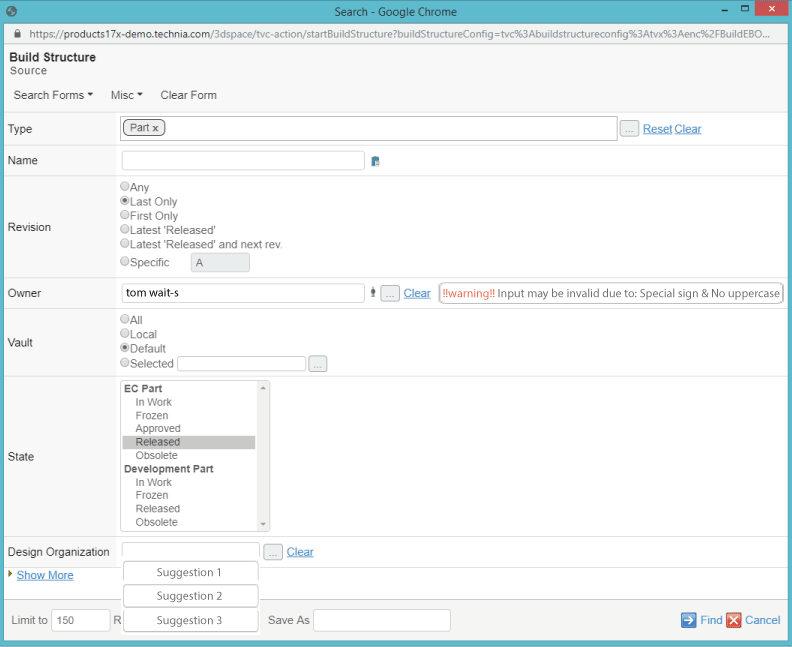 Search - Google Chrome
https://products17x-demo.technia.com/3dspace/tvc-action/startBuildStructure?buildStructureConfig=tvc%3Abuildstructureconfig%3Atvx%3Aenc%2FBuildEBO...
Build Structure
Source
Search Forms Misc Clear Form
Type Part x ... Reset Clear
Name
Revision
Any
Last Only
First Only
Latest 'Released'
Latest 'Released' and next rev.
Specific A
Owner tom wait-s ... Clear !!warning!! Input may be invalid due to: Special sign & No uppercase
Vault
All
Local
Default
Selected ...
State
EC Part
In Work
Frozen
Approved
Released
Obsolete
Development Part
In Work
Frozen
Released
Obsolete
Design Organization ... Clear
Show More
Suggestion 1
Suggestion 2
Suggestion 3
Limit to 150 R Save As Find Cancel